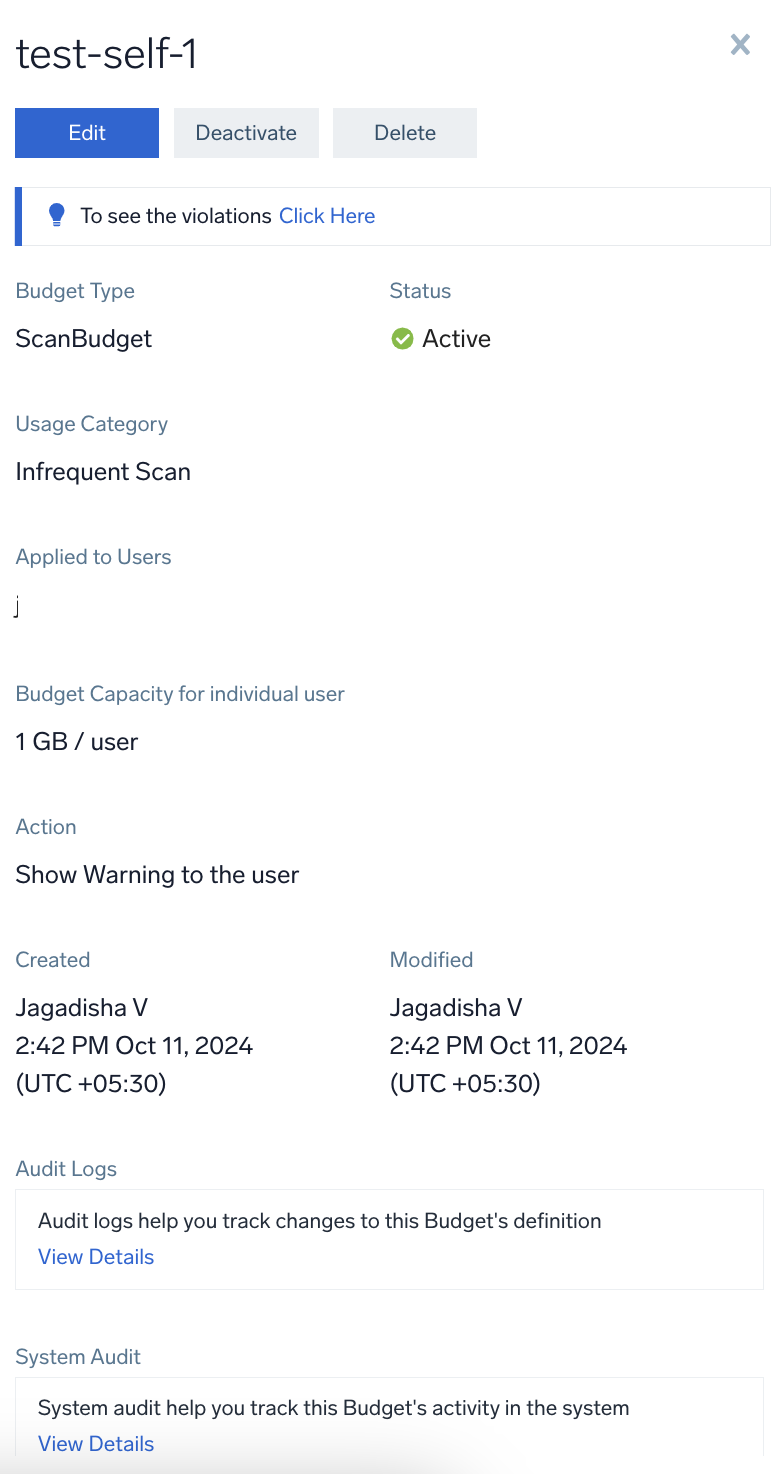 test-self-1
Edit
Deactivate
Delete
To see the violations Click Here
Budget Type
Status
ScanBudget
Active
Usage Category
Infrequent Scan
Applied to Users
j
Budget Capacity for individual user
1 GB / user
Action
Show Warning to the user
Created
Modified
Jagadisha V
Jagadisha V
2:42 PM Oct 11, 2024
2:42 PM Oct 11, 2024
(UTC +05:30)
(UTC +05:30)
Audit Logs
Audit logs help you track changes to this Budget's definition
View Details
System Audit
System audit help you track this Budget's activity in the system
View Details